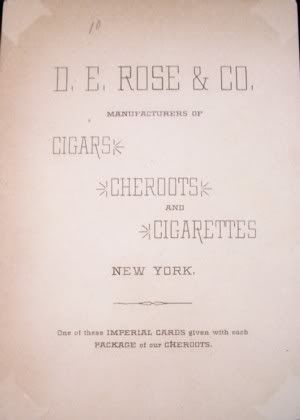 10
D. E. ROSE & CO.
MANUFACTURERS OF
CIGARS
CHEROOTS
AND
CIGARETTES
NEW YORK.
One of these IMPERIAL CARDS given with each
PACKAGE of our CHEROOTS.